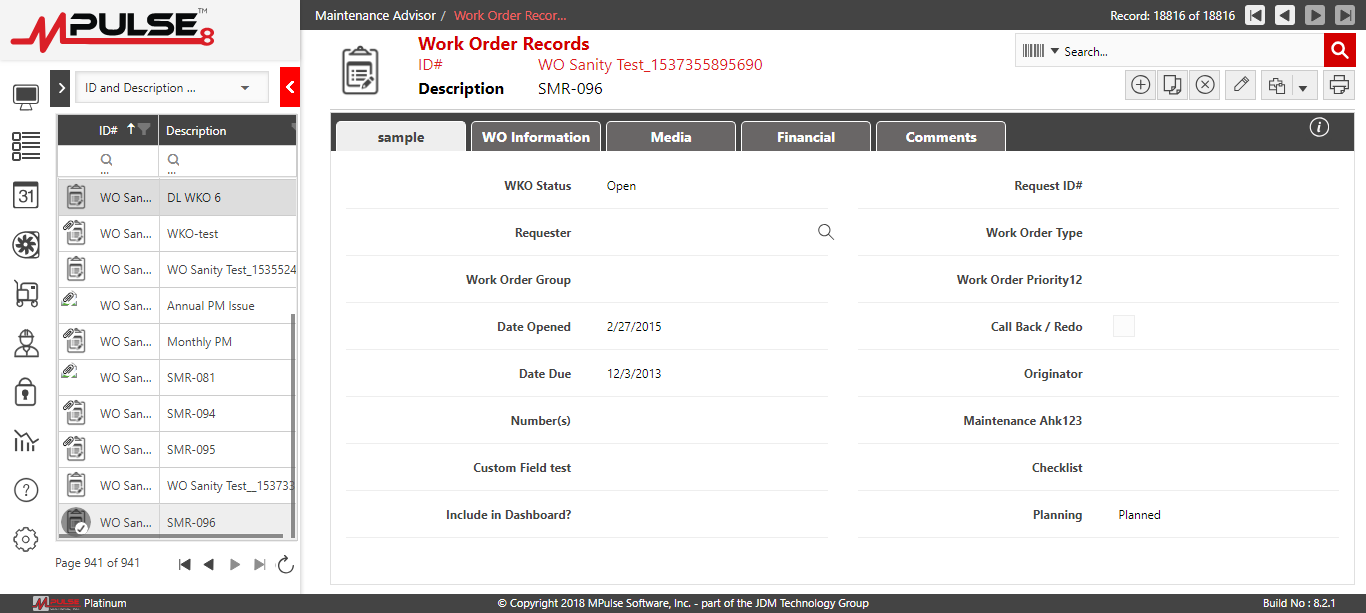 MPULSE™ 8
Maintenance Advisor / Work Order Recor...
Record: 18816 of 18816
Work Order Records
ID# WO Sanity Test_1537355895690
Description SMR-096
Search...
ID and Description ...
ID# Description
...
...
WO San... DL WKO 6
WO San... WKO-test
WO San... WO Sanity Test_1535524
WO San... Annual PM Issue
WO San... Monthly PM
WO San... SMR-081
WO San... SMR-094
WO San... SMR-095
WO San... WO Sanity Test__153733
WO San... SMR-096
Page 941 of 941
31
sample
WO Information
Media
Financial
Comments
WKO Status Open
Request ID#
Requester
Work Order Type
Work Order Group
Work Order Priority12
Date Opened 2/27/2015
Call Back / Redo
Date Due 12/3/2013
Originator
Number(s)
Maintenance Ahk123
Custom Field test
Checklist
Include in Dashboard?
Planning Planned
MPULSE Platinum
© Copyright 2018 MPulse Software, Inc. - part of the JDM Technology Group
Build No : 8.2.1